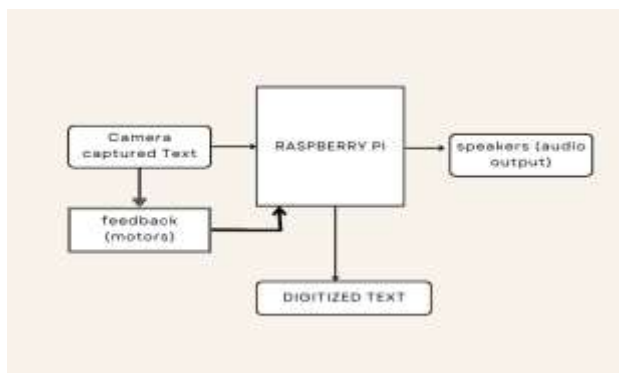 Camera
captured Text
RASPBERRY PI
speakers (audio
output)
feedback
(motors)
DIGITIZED TEXT